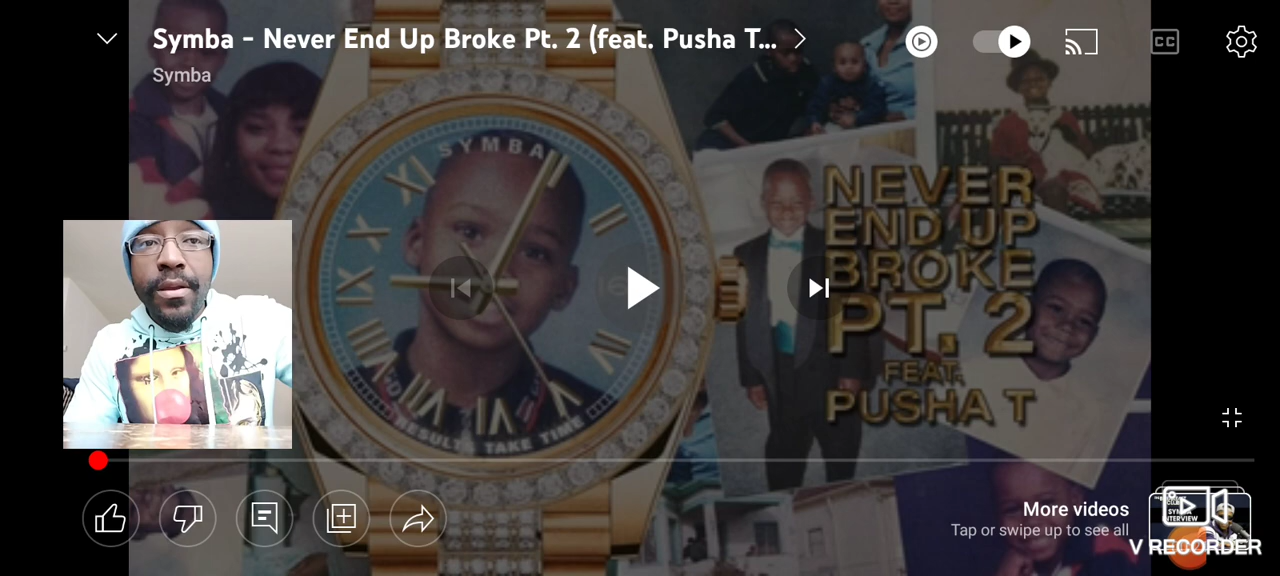 Symba - Never End Up Broke Pt. 2 (feat. Pusha T...
Symba
CC
SYMBA
RESULTS TAKE TIME
NEVER
END UP
BROKE
PT. 2
FEAT.
PUSHA T
More videos
Tap or swipe up to see all
V RECORDER